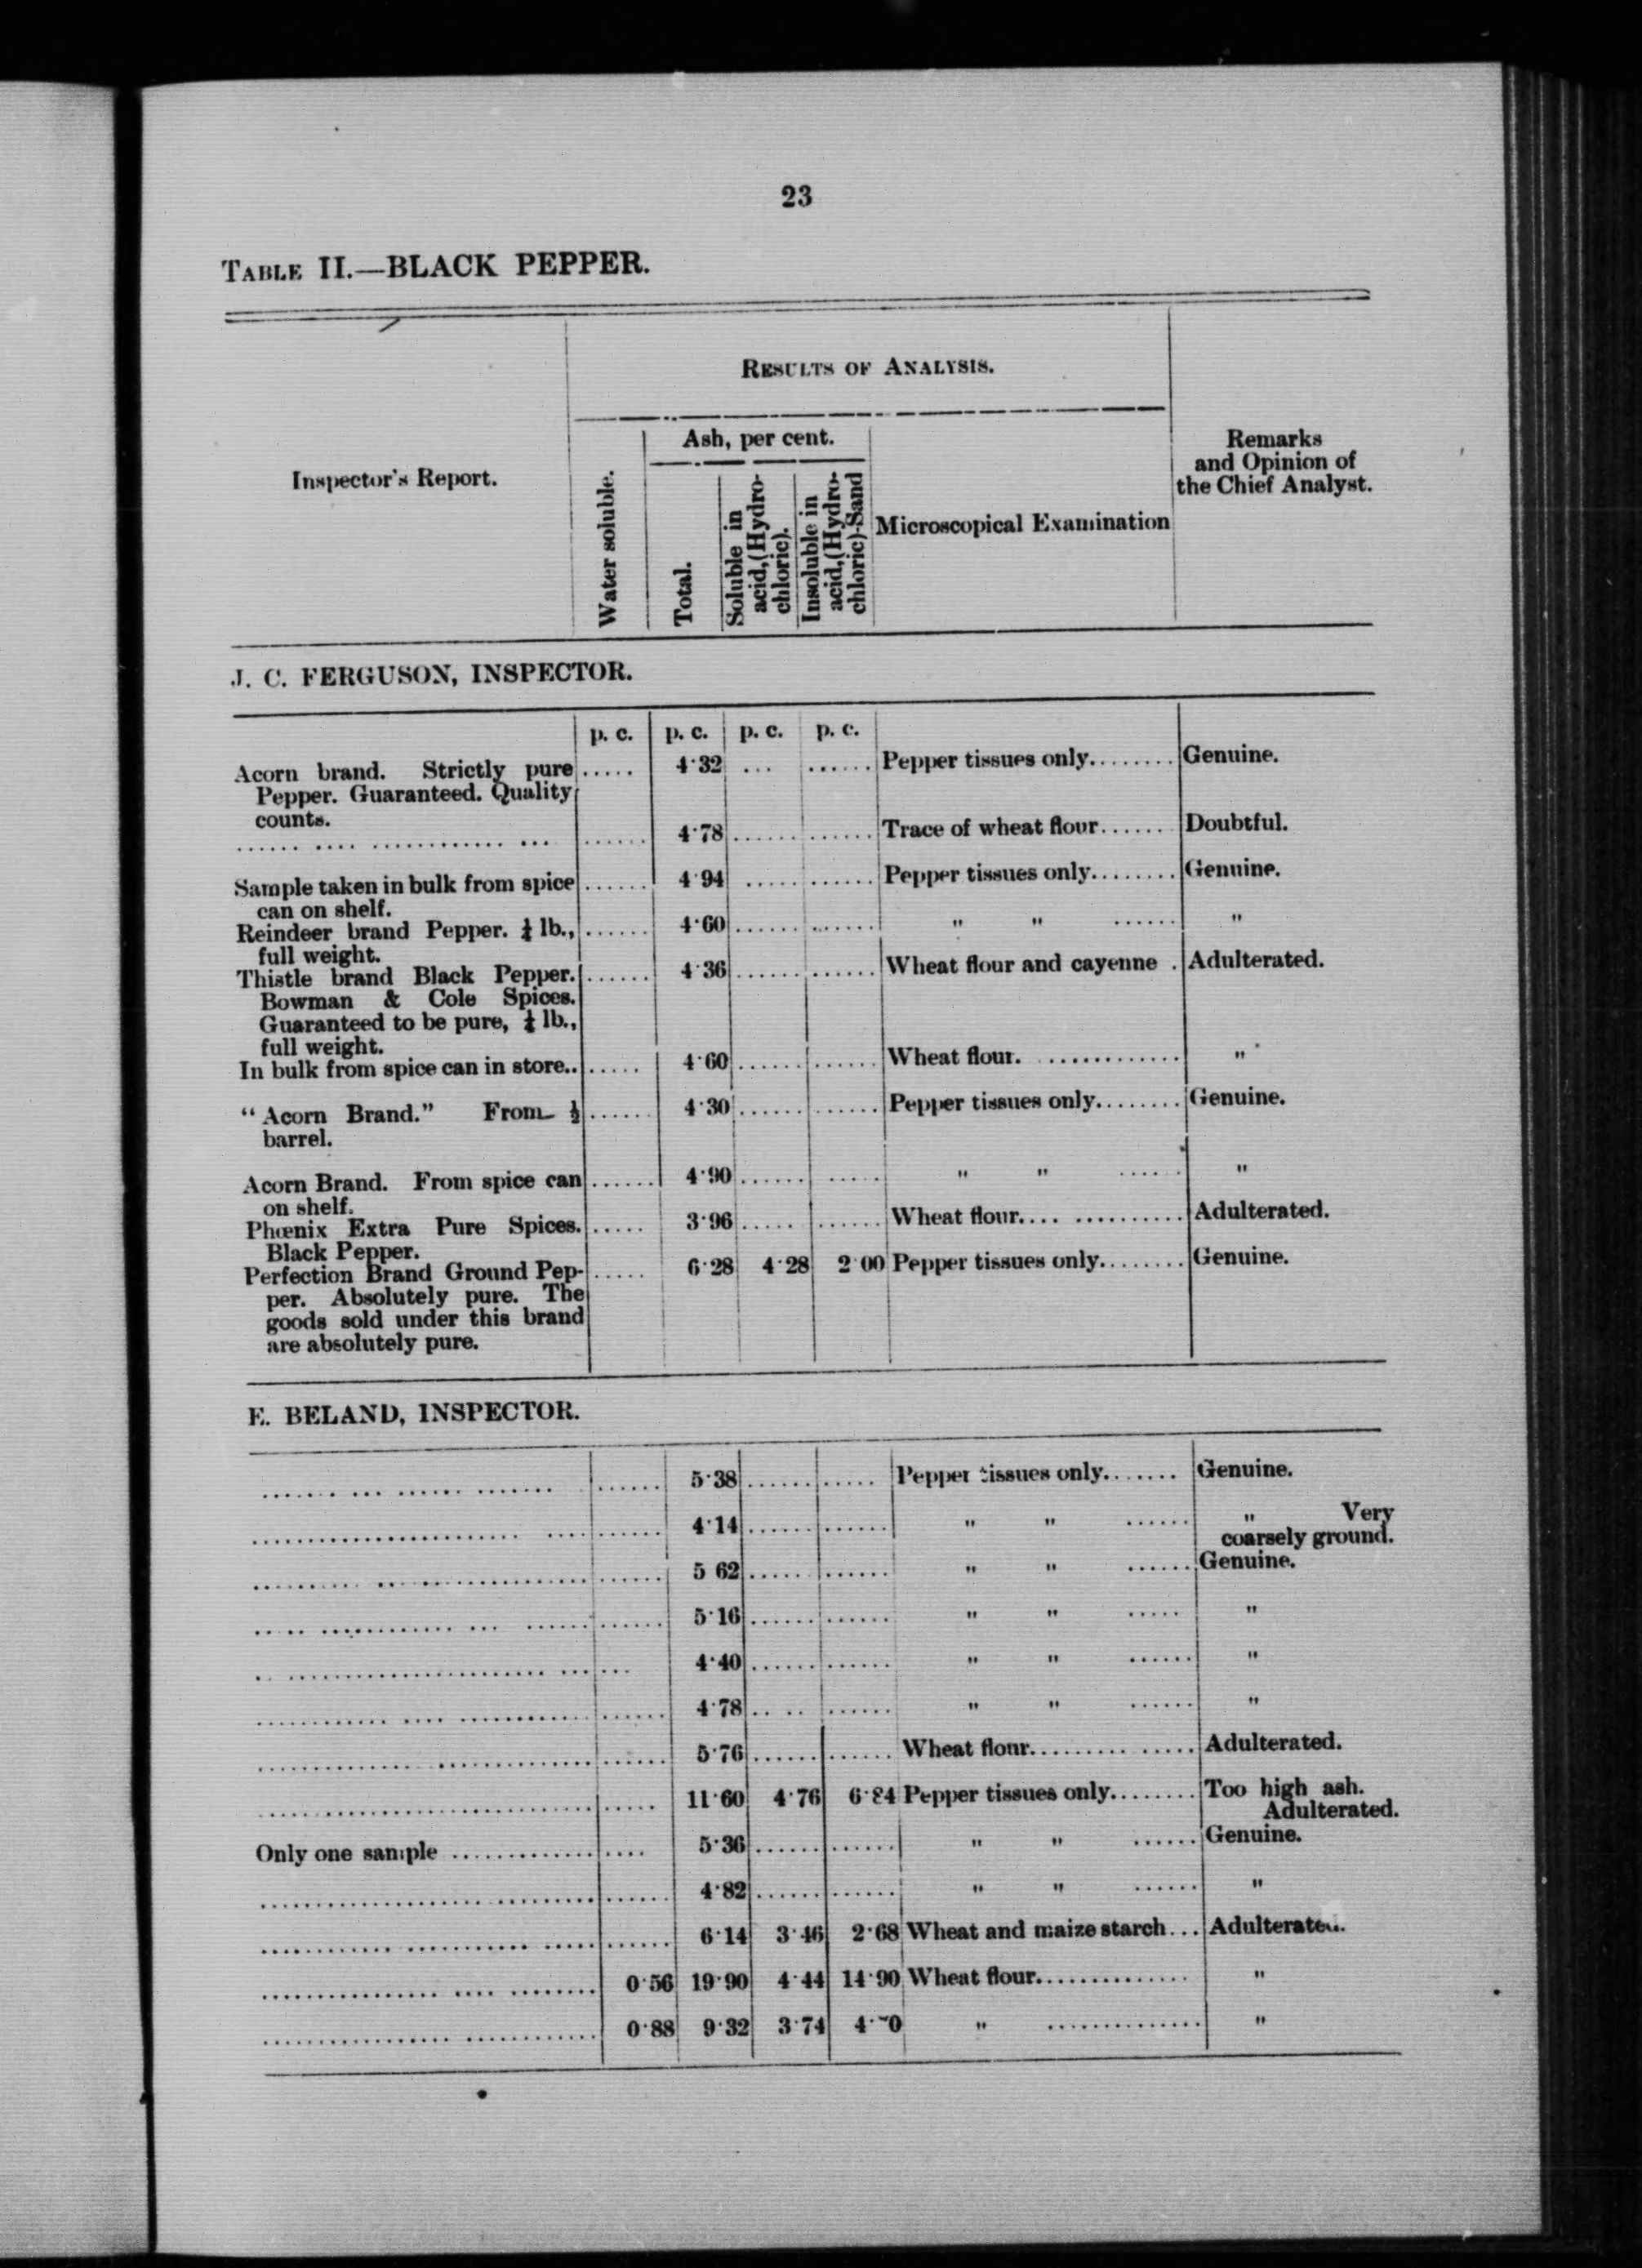 23
TABLE II.—BLACK PEPPER.
RESULTS OF ANALYSIS.
Inspector's Report.
Water soluble.
Ash, per cent.
Total.
Soluble in acid, (Hydro-chloric).
Insoluble in acid, (Hydro-chloric)-Sand
Microscopical Examination
Remarks
and Opinion of
the Chief Analyst.
J. C. FERGUSON, INSPECTOR.
p. c. p. c. p. c. p. c.
Acorn brand. Strictly pure ..... 4·32 ... ...... Pepper tissues only........ Genuine.
Pepper. Guaranteed. Quality
counts.
...... .... ............ ... ...... 4·78 ...... ...... Trace of wheat flour...... Doubtful.
Sample taken in bulk from spice ...... 4·94 ..... ...... Pepper tissues only........ Genuine.
can on shelf.
Reindeer brand Pepper. ¼ lb., ...... 4·60 ...... ...... " " ...... "
full weight.
Thistle brand Black Pepper. ...... 4·36 ...... ...... Wheat flour and cayenne . Adulterated.
Bowman & Cole Spices.
Guaranteed to be pure, ¼ lb.,
full weight.
In bulk from spice can in store.. ..... 4·60 ...... ...... Wheat flour. ............ "
"Acorn Brand." From ½ ...... 4·30 ...... ...... Pepper tissues only........ Genuine.
barrel.
Acorn Brand. From spice can ...... 4·90 ...... ..... " " ..... "
on shelf.
Phœnix Extra Pure Spices. ..... 3·96 ..... ...... Wheat flour.... .......... Adulterated.
Black Pepper.
Perfection Brand Ground Pep- ..... 6·28 4·28 2·00 Pepper tissues only........ Genuine.
per. Absolutely pure. The
goods sold under this brand
are absolutely pure.
E. BELAND, INSPECTOR.
....... ... ...... ....... ...... 5·38 ...... ..... Pepper tissues only....... Genuine.
........................ .... ...... 4·14 ...... ...... " " ...... " Very
coarsely ground.
.......... .. .................... ...... 5 62 ...... ...... " " ...... Genuine.
.... ............ ... ...... ...... 5·16 ...... ...... " " ..... "
. ....................... ... ... 4·40 ...... ...... " " ...... "
............ .... ............ ...... 4·78 .. .. ...... " " ...... "
............... ............... ...... 5·76 ...... ...... Wheat flour.......... ..... Adulterated.
.............................. ..... 11·60 4·76 6·84 Pepper tissues only........ Too high ash.
Adulterated.
Only one sample .............. .... 5·36 ...... ...... " " ...... Genuine.
.............................. ...... 4·82 ...... ...... " " ...... "
............ ........... ..... ...... 6·14 3·46 2·68 Wheat and maize starch... Adulterated.
................ .... ........ 0·56 19·90 4·44 14·90 Wheat flour.............. "
................ ............ 0·88 9·32 3·74 " .............. "